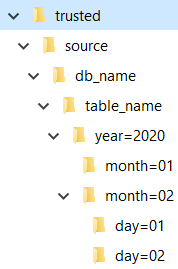 trusted
source
db_name
table_name
year=2020
month=01
month=02
day=01
day=02